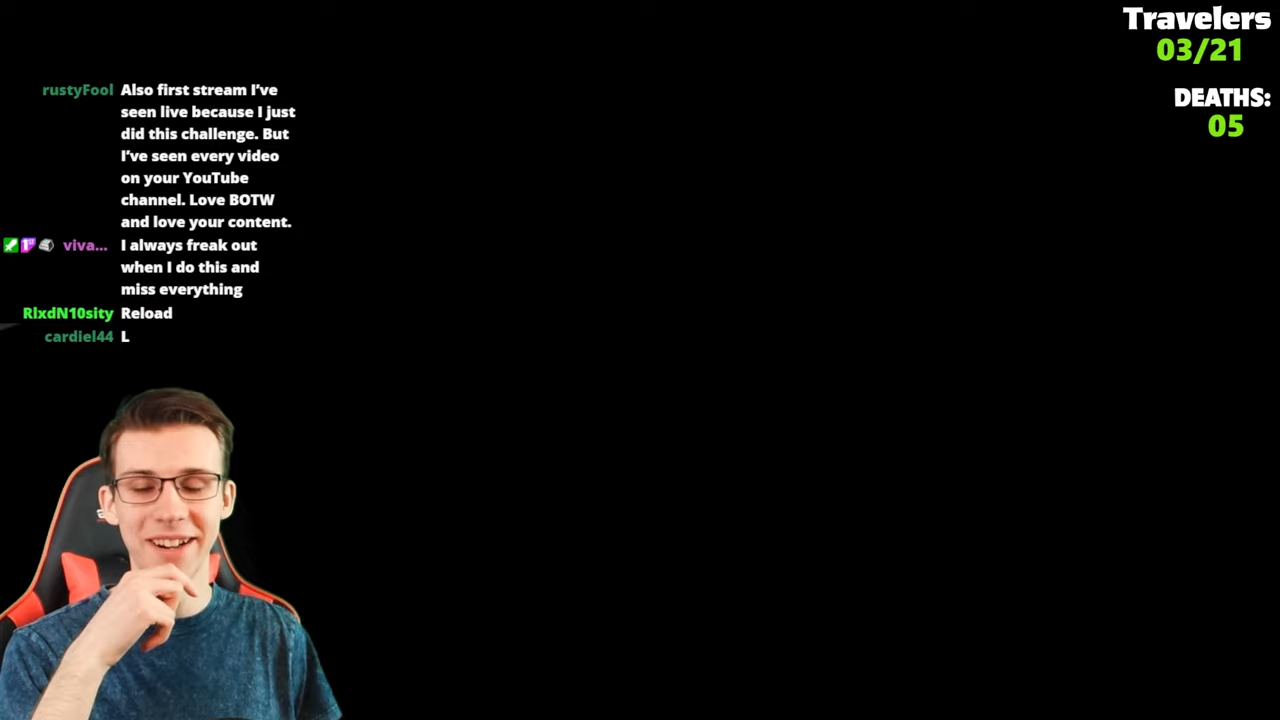 Travelers
03/21
DEATHS:
05
rustyFool Also first stream I've
seen live because I just
did this challenge. But
I've seen every video
on your YouTube
channel. Love BOTW
and love your content.
viva... I always freak out
when I do this and
miss everything
RlxdN10sity Reload
cardiel44 L